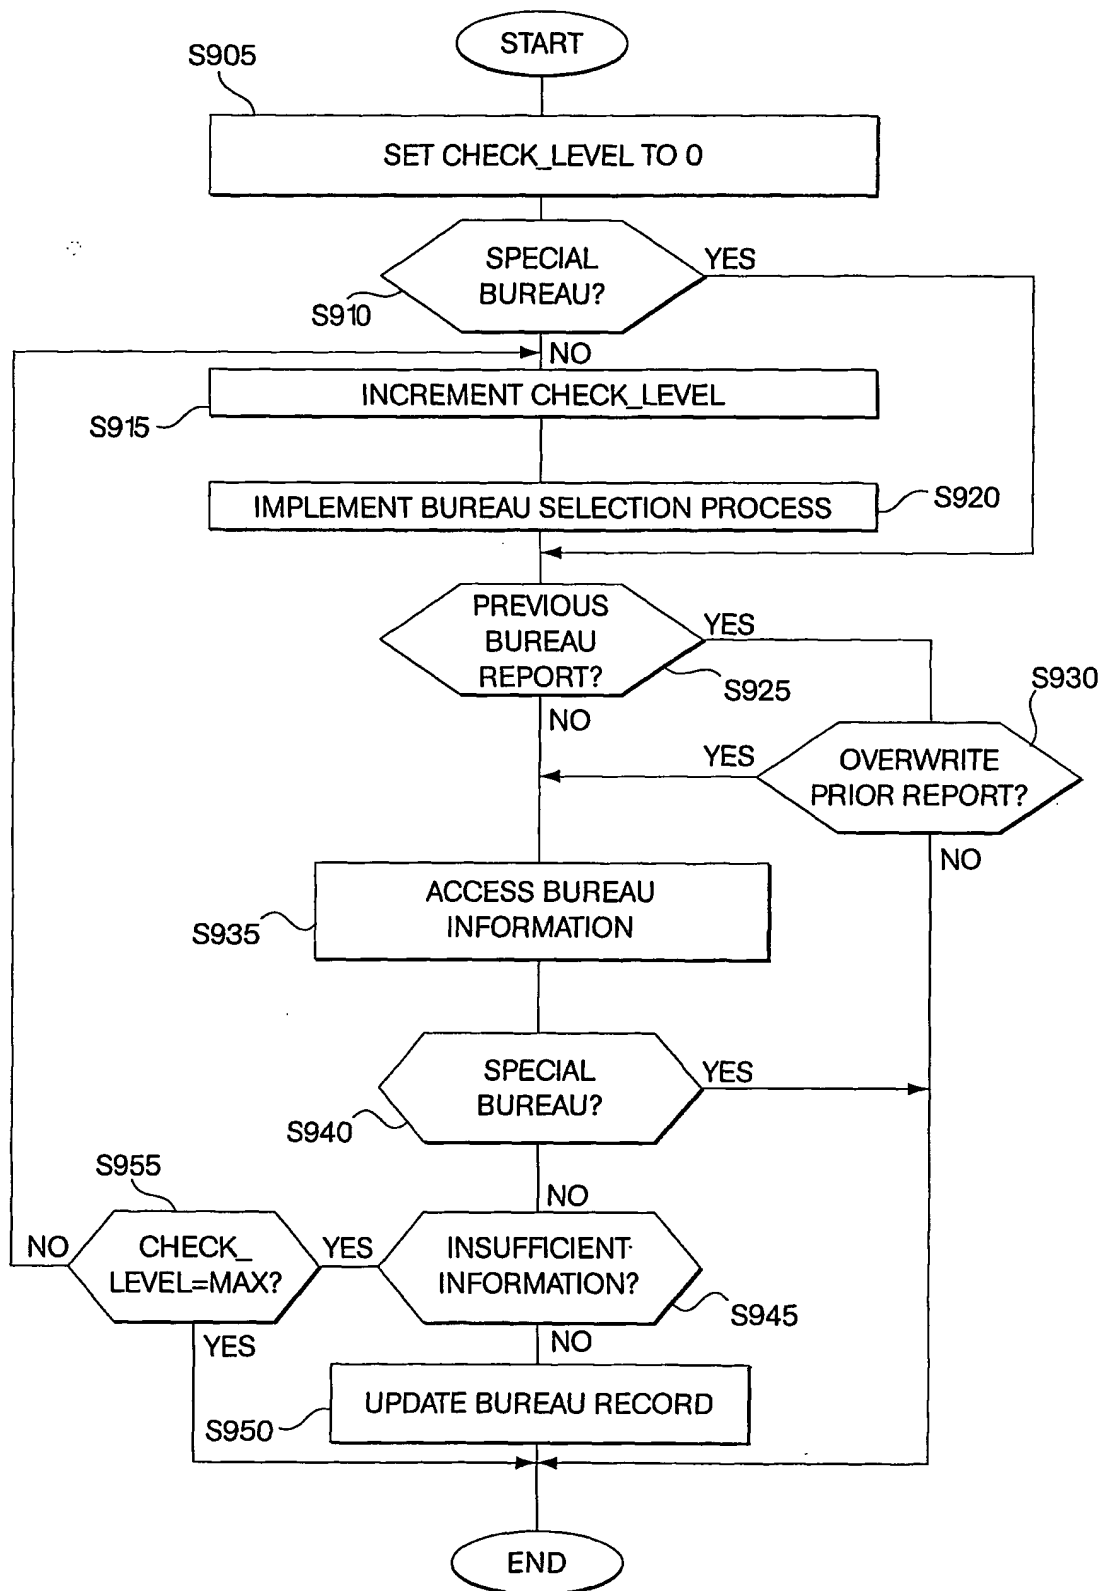 START
S905
SET CHECK_LEVEL TO 0
SPECIAL
BUREAU?
YES
S910
NO
INCREMENT CHECK_LEVEL
S915
IMPLEMENT BUREAU SELECTION PROCESS
S920
PREVIOUS
BUREAU
REPORT?
YES
S925
NO
S930
YES
OVERWRITE
PRIOR REPORT?
NO
ACCESS BUREAU
INFORMATION
S935
SPECIAL
BUREAU?
YES
S940
NO
S955
NO
CHECK_
LEVEL=MAX?
YES
INSUFFICIENT
INFORMATION?
S945
YES
NO
UPDATE BUREAU RECORD
S950
END